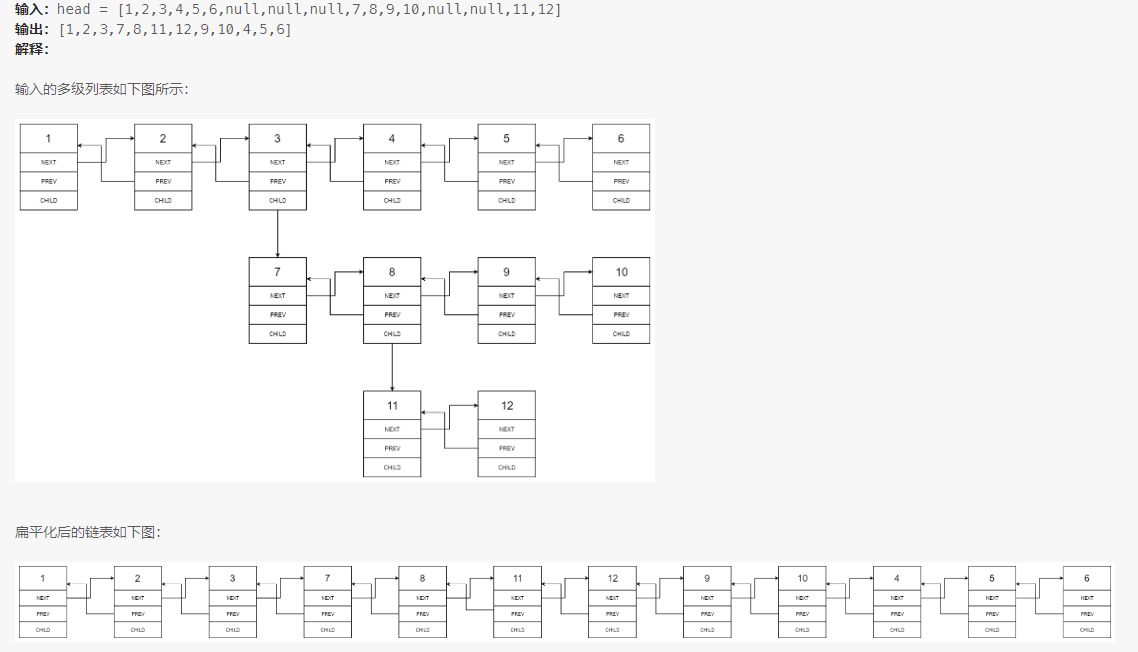 输入：head = [1,2,3,4,5,6,null,null,null,7,8,9,10,null,null,11,12]
输出：[1,2,3,7,8,11,12,9,10,4,5,6]
解释：
输入的多级列表如下图所示：
1 2 3 4 5 6
NEXT NEXT NEXT NEXT NEXT NEXT
PREV PREV PREV PREV PREV PREV
CHILD CHILD CHILD CHILD CHILD CHILD
7 8 9 10
NEXT NEXT NEXT NEXT
PREV PREV PREV PREV
CHILD CHILD CHILD CHILD
11 12
NEXT NEXT
PREV PREV
CHILD CHILD
扁平化后的链表如下图：
1 2 3 7 8 11 12 9 10 4 5 6
NEXT NEXT NEXT NEXT NEXT NEXT NEXT NEXT NEXT NEXT NEXT NEXT
PREV PREV PREV PREV PREV PREV PREV PREV PREV PREV PREV PREV
CHILD CHILD CHILD CHILD CHILD CHILD CHILD CHILD CHILD CHILD CHILD CHILD